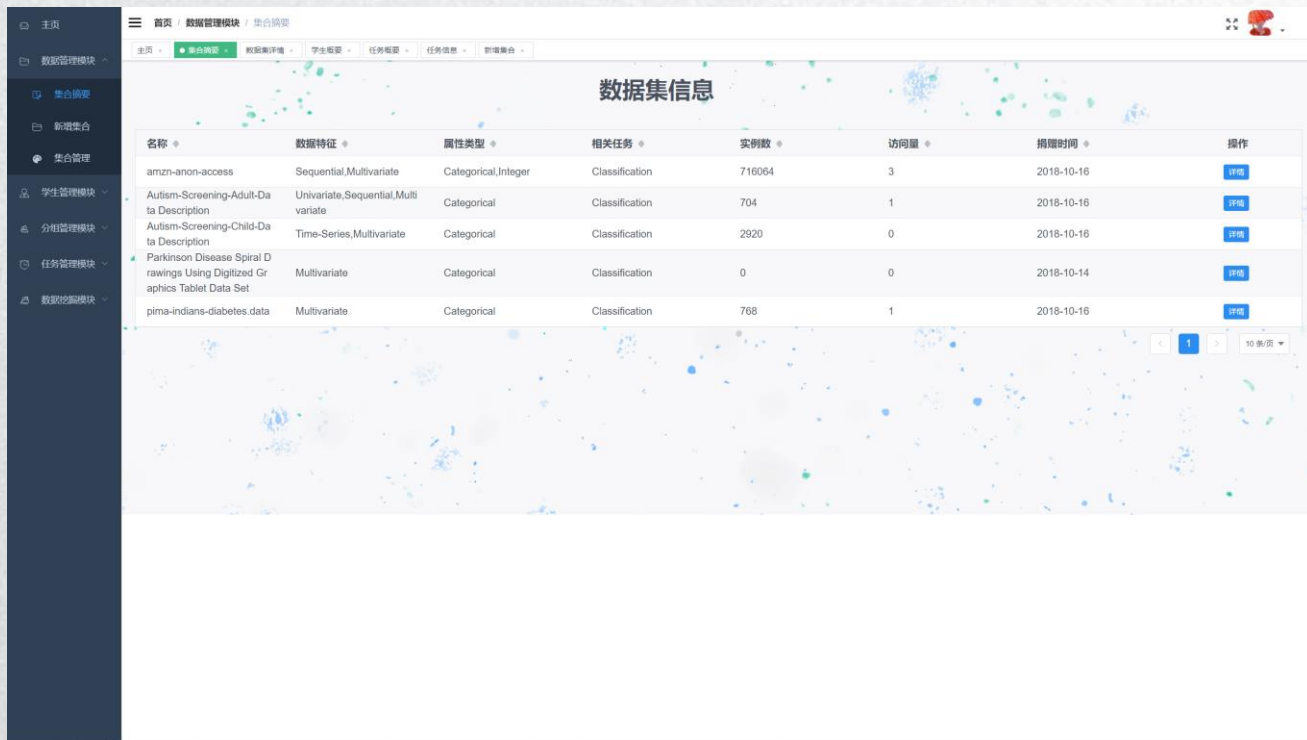 主页
数据管理模块
集合摘要
新增集合
集合管理
学生管理模块
分组管理模块
任务管理模块
数据挖掘模块
首页 / 数据管理模块 / 集合摘要
主页 × 集合摘要 × 数据集详情 × 学生概要 × 任务概要 × 任务信息 × 新增集合 ×
数据集信息
名称 数据特征 属性类型 相关任务 实例数 访问量 捐赠时间 操作
amzn-anon-access Sequential,Multivariate Categorical,Integer Classification 716064 3 2018-10-16 详情
Autism-Screening-Adult-Da Univariate,Sequential,Multi
ta Description variate Categorical Classification 704 1 2018-10-16 详情
Autism-Screening-Child-Da
ta Description Time-Series,Multivariate Categorical Classification 2920 0 2018-10-16 详情
Parkinson Disease Spiral D
rawings Using Digitized Gr Multivariate Categorical Classification 0 0 2018-10-14 详情
aphics Tablet Data Set
pima-indians-diabetes.data Multivariate Categorical Classification 768 1 2018-10-16 详情
< 1 > 10 条/页